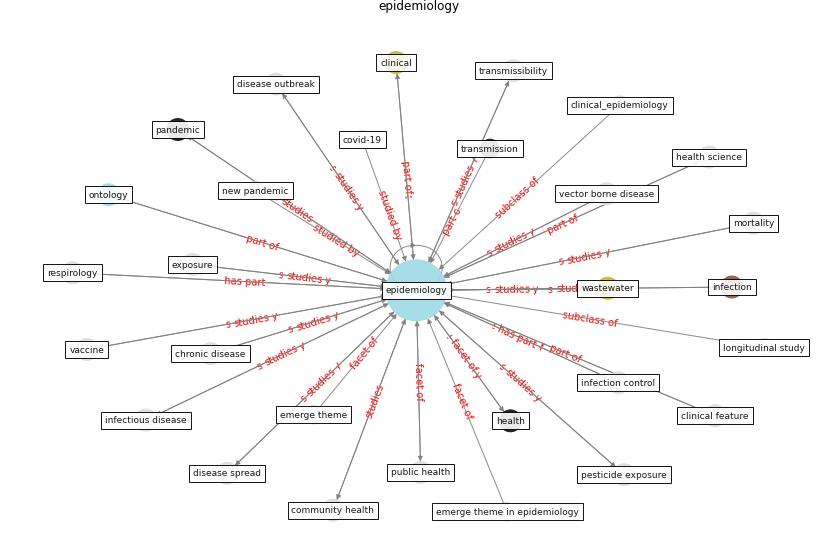 epidemiology
clinical
transmissibility
disease outbreak
clinical_epidemiology
pandemic
covid-19
transmission
health science
part of
s studies y
new pandemic
vector borne disease
ontology
studied by
subclass of
mortality
studies
studied by
s studies y
part of
part of
exposure
s studies y
respirology
has part
s studies y
epidemiology
s studies y
wastewater
infection
vaccine
s studies y
s studies y
subclass of
longitudinal study
chronic disease
s studies y
facet of
facet of y
has part
part of
infection control
s studies y
infectious disease
emerge theme
studies
facet of
facet of
s studies y
health
clinical feature
disease spread
public health
pesticide exposure
community health
emerge theme in epidemiology